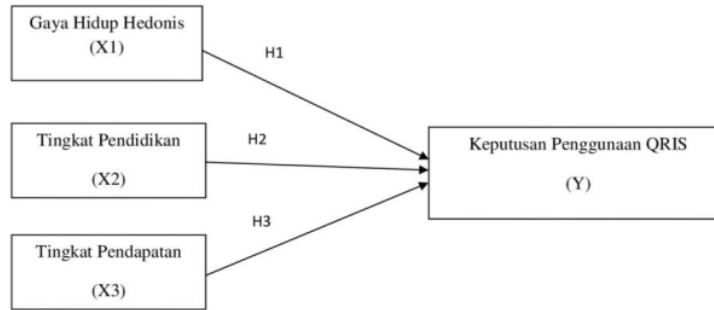 Gaya Hidup Hedonis
(X1)
H1
Tingkat Pendidikan
(X2)
H2
Tingkat Pendapatan
(X3)
H3
Keputusan Penggunaan QRIS
(Y)